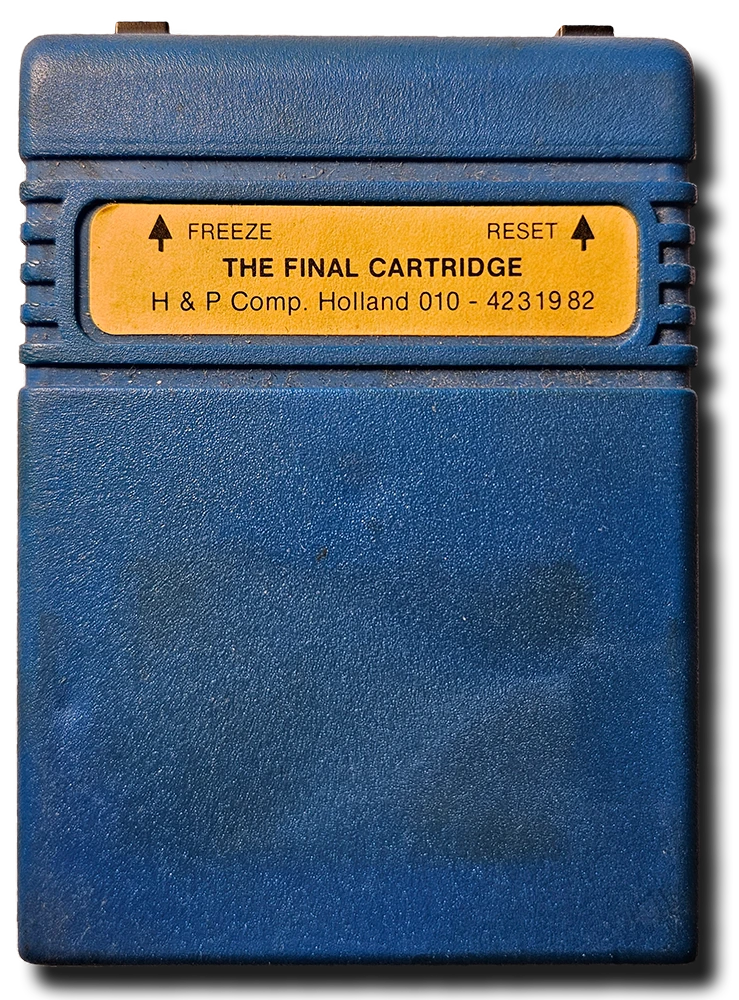 FREEZE RESET
THE FINAL CARTRIDGE
H & P Comp. Holland 010 - 4231982